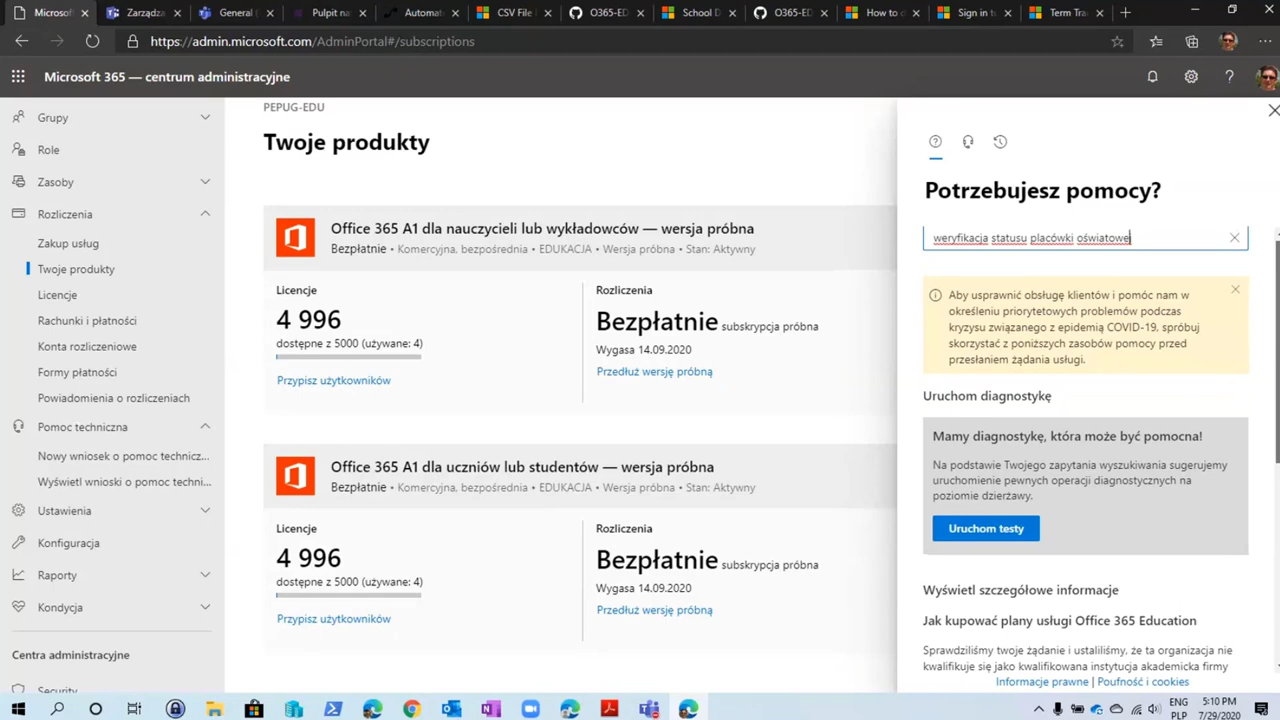 Microsoft
Zarządza
General (
Pulpit na
Automate
CSV File
O365-ED
School D
O365-ED
How to c
Sign in t
Term Tra
https://admin.microsoft.com/AdminPortal#/subscriptions
Microsoft 365 — centrum administracyjne
Grupy
Role
Zasoby
Rozliczenia
Zakup usług
Twoje produkty
Licencje
Rachunki i płatności
Konta rozliczeniowe
Formy płatności
Powiadomienia o rozliczeniach
Pomoc techniczna
Nowy wniosek o pomoc technicz...
Wyświetl wnioski o pomoc techni...
Ustawienia
Konfiguracja
Raporty
Kondycja
Centra administracyjne
Security
PEPUG-EDU
Twoje produkty
Office 365 A1 dla nauczycieli lub wykładowców — wersja próbna
Bezpłatnie • Komercyjna, bezpośrednia • EDUKACJA • Wersja próbna • Stan: Aktywny
Licencje
4 996
dostępne z 5000 (używane: 4)
Przypisz użytkowników
Rozliczenia
Bezpłatnie subskrypcja próbna
Wygasa 14.09.2020
Przedłuż wersję próbną
Office 365 A1 dla uczniów lub studentów — wersja próbna
Bezpłatnie • Komercyjna, bezpośrednia • EDUKACJA • Wersja próbna • Stan: Aktywny
Licencje
4 996
dostępne z 5000 (używane: 4)
Przypisz użytkowników
Rozliczenia
Bezpłatnie subskrypcja próbna
Wygasa 14.09.2020
Przedłuż wersję próbną
Potrzebujesz pomocy?
weryfikacja statusu placówki oświatowej
Aby usprawnić obsługę klientów i pomóc nam w
określeniu priorytetowych problemów podczas
kryzysu związanego z epidemią COVID-19, spróbuj
skorzystać z poniższych zasobów pomocy przed
przesłaniem żądania usługi.
Uruchom diagnostykę
Mamy diagnostykę, która może być pomocna!
Na podstawie Twojego zapytania wyszukiwania sugerujemy
uruchomienie pewnych operacji diagnostycznych na
poziomie dzierżawy.
Uruchom testy
Wyświetl szczegółowe informacje
Jak kupować plany usługi Office 365 Education
Sprawdziliśmy twoje żądanie i ustaliliśmy, że ta organizacja nie
kwalifikuje się jako kwalifikowana instytucja akademicka firmy
Informacje prawne | Poufność i cookies
ENG
PLP
5:10 PM
7/29/2020